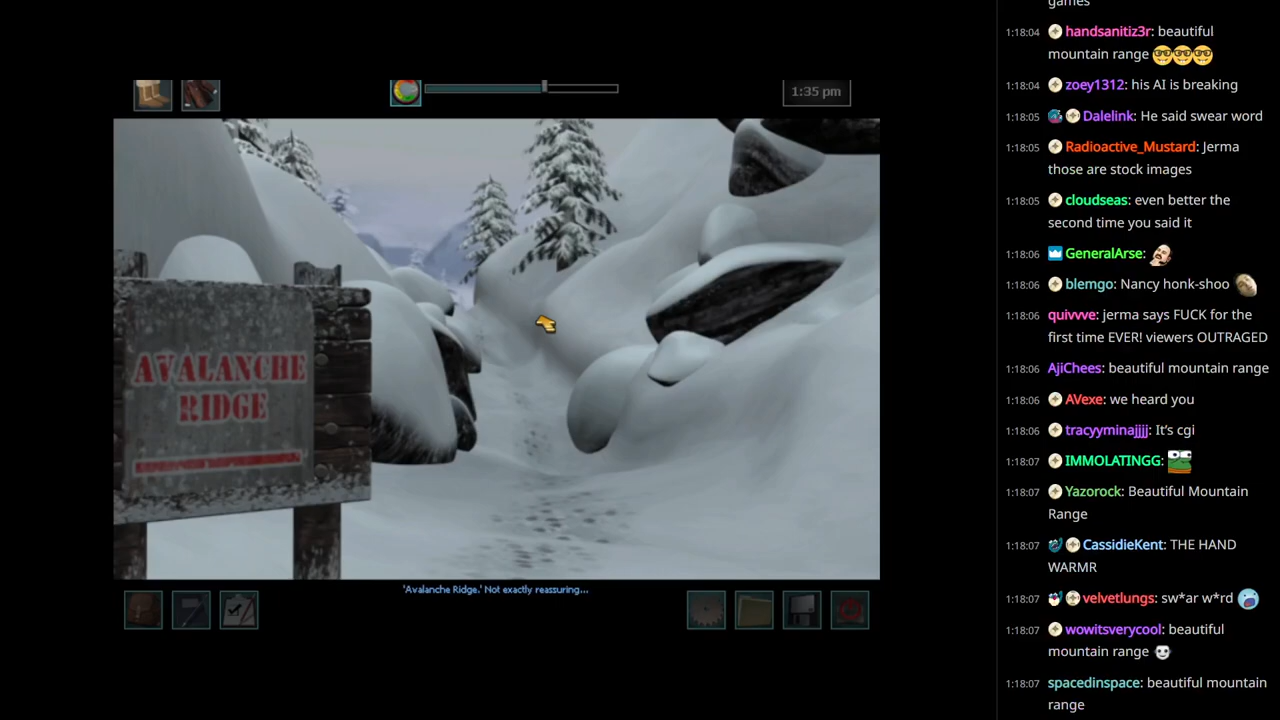 1:35 pm
AVALANCHE
RIDGE
'Avalanche Ridge.' Not exactly reassuring...
games
1:18:04 handsanitiz3r: beautiful
mountain range
1:18:04 zoey1312: his AI is breaking
1:18:05 Dalelink: He said swear word
1:18:05 Radioactive_Mustard: Jerma
those are stock images
1:18:05 cloudseas: even better the
second time you said it
1:18:06 GeneralArse:
1:18:06 blemgo: Nancy honk-shoo
1:18:06 quivvve: jerma says FUCK for the
first time EVER! viewers OUTRAGED
1:18:06 AjiChees: beautiful mountain range
1:18:06 AVexe: we heard you
1:18:06 tracyyminajjjj: It's cgi
1:18:07 IMMOLATINGG:
1:18:07 Yazorock: Beautiful Mountain
Range
1:18:07 CassidieKent: THE HAND
WARMR
1:18:07 velvetlungs: sw*ar w*rd
1:18:07 wowitsverycool: beautiful
mountain range
1:18:07 spacedinspace: beautiful mountain
range